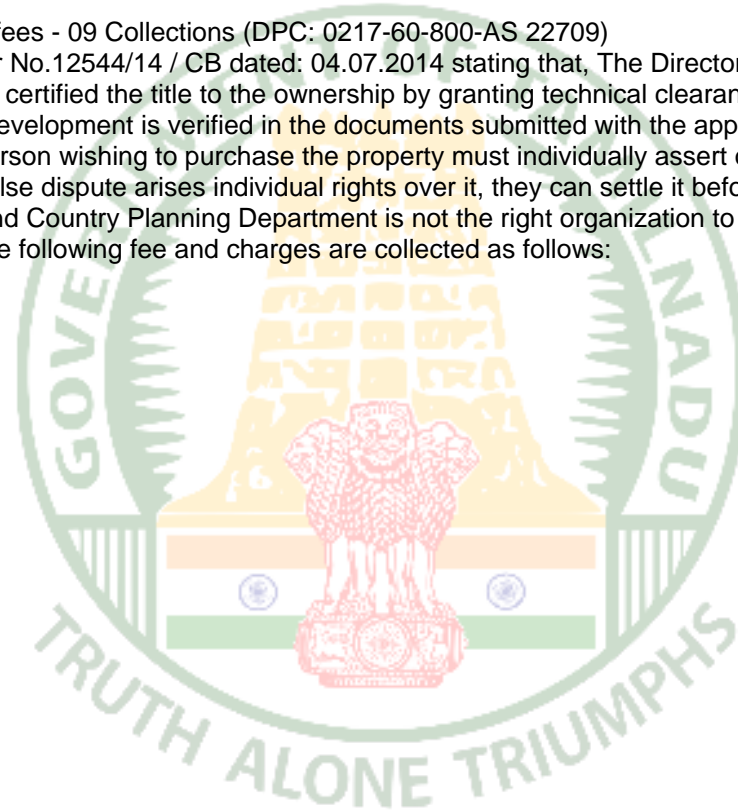 fees - 09 Collections (DPC: 0217-60-800-AS 22709)
No.12544/14 / CB dated: 04.07.2014 stating that, The Director
certified the title to the ownership by granting technical clearan
evelopment is verified in the documents submitted with the app
erson wishing to purchase the property must individually assert
lse dispute arises individual rights over it, they can settle it befo
nd Country Planning Department is not the right organization to
e following fee and charges are collected as follows:
GOVERNMENT OF TAMILNADU
TRUTH ALONE TRIUMPHS